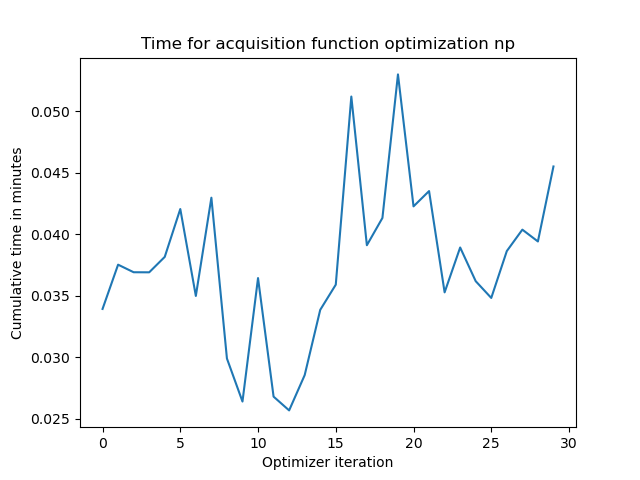 Time for acquisition function optimization np
Cumulative time in minutes
0.050
0.045
0.040
0.035
0.030
0.025
0 5 10 15 20 25 30
Optimizer iteration